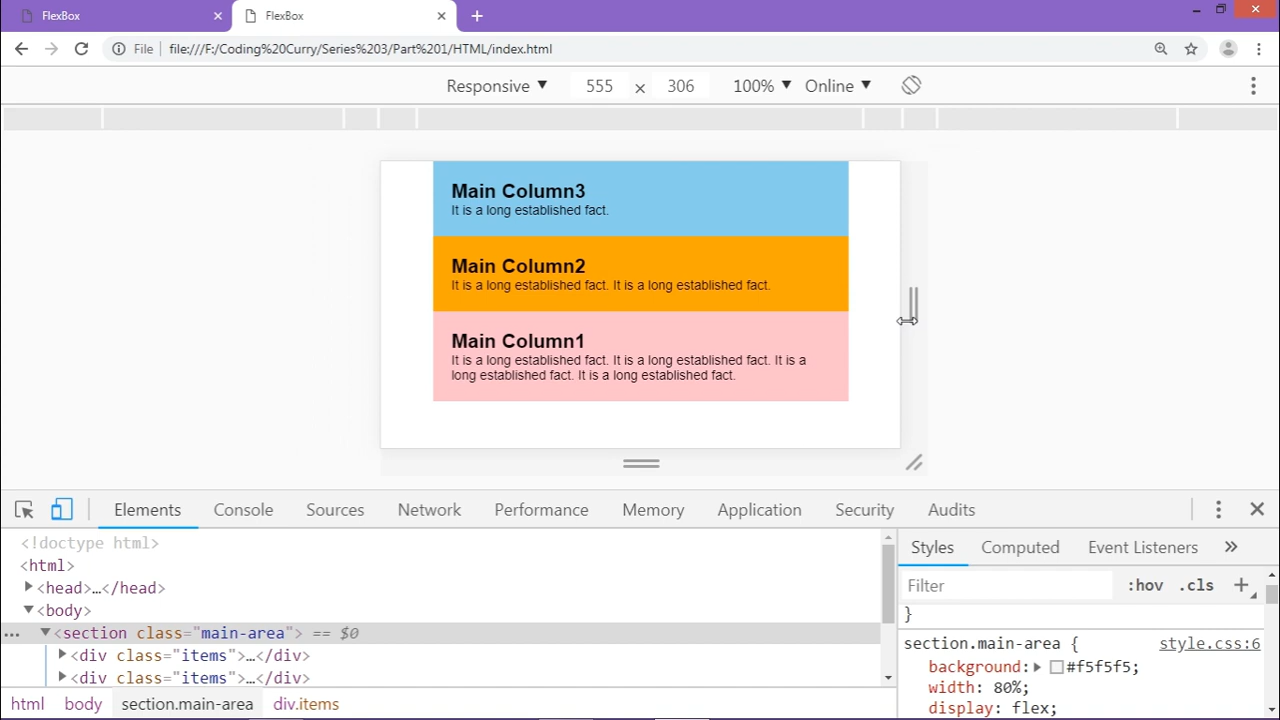 FlexBox × FlexBox × +
File file:///F:/Coding%20Curry/Series%203/Part%201/HTML/index.html
Responsive ▼ 555 × 306 100% ▼ Online ▼
Main Column3
It is a long established fact.
Main Column2
It is a long established fact. It is a long established fact.
Main Column1
It is a long established fact. It is a long established fact. It is a
long established fact. It is a long established fact.
Elements Console Sources Network Performance Memory Application Security Audits
<!doctype html>
<html>
▶<head>…</head>
▼<body>
… ▼<section class="main-area"> == $0
▶<div class="items">…</div>
▶<div class="items">…</div>
html body section.main-area div.items
Styles Computed Event Listeners »
Filter :hov .cls +
}
section.main-area { style.css:6
background:▶ #f5f5f5;
width: 80%;
display: flex;